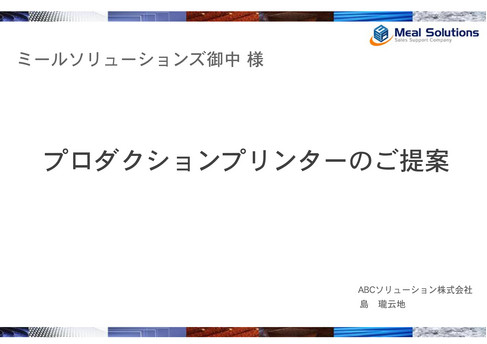 Meal Solutions
Sales Support Company
ミールソリューションズ御中 様
プロダクションプリンターのご提案
ABCソリューション株式会社
島　瓏云地